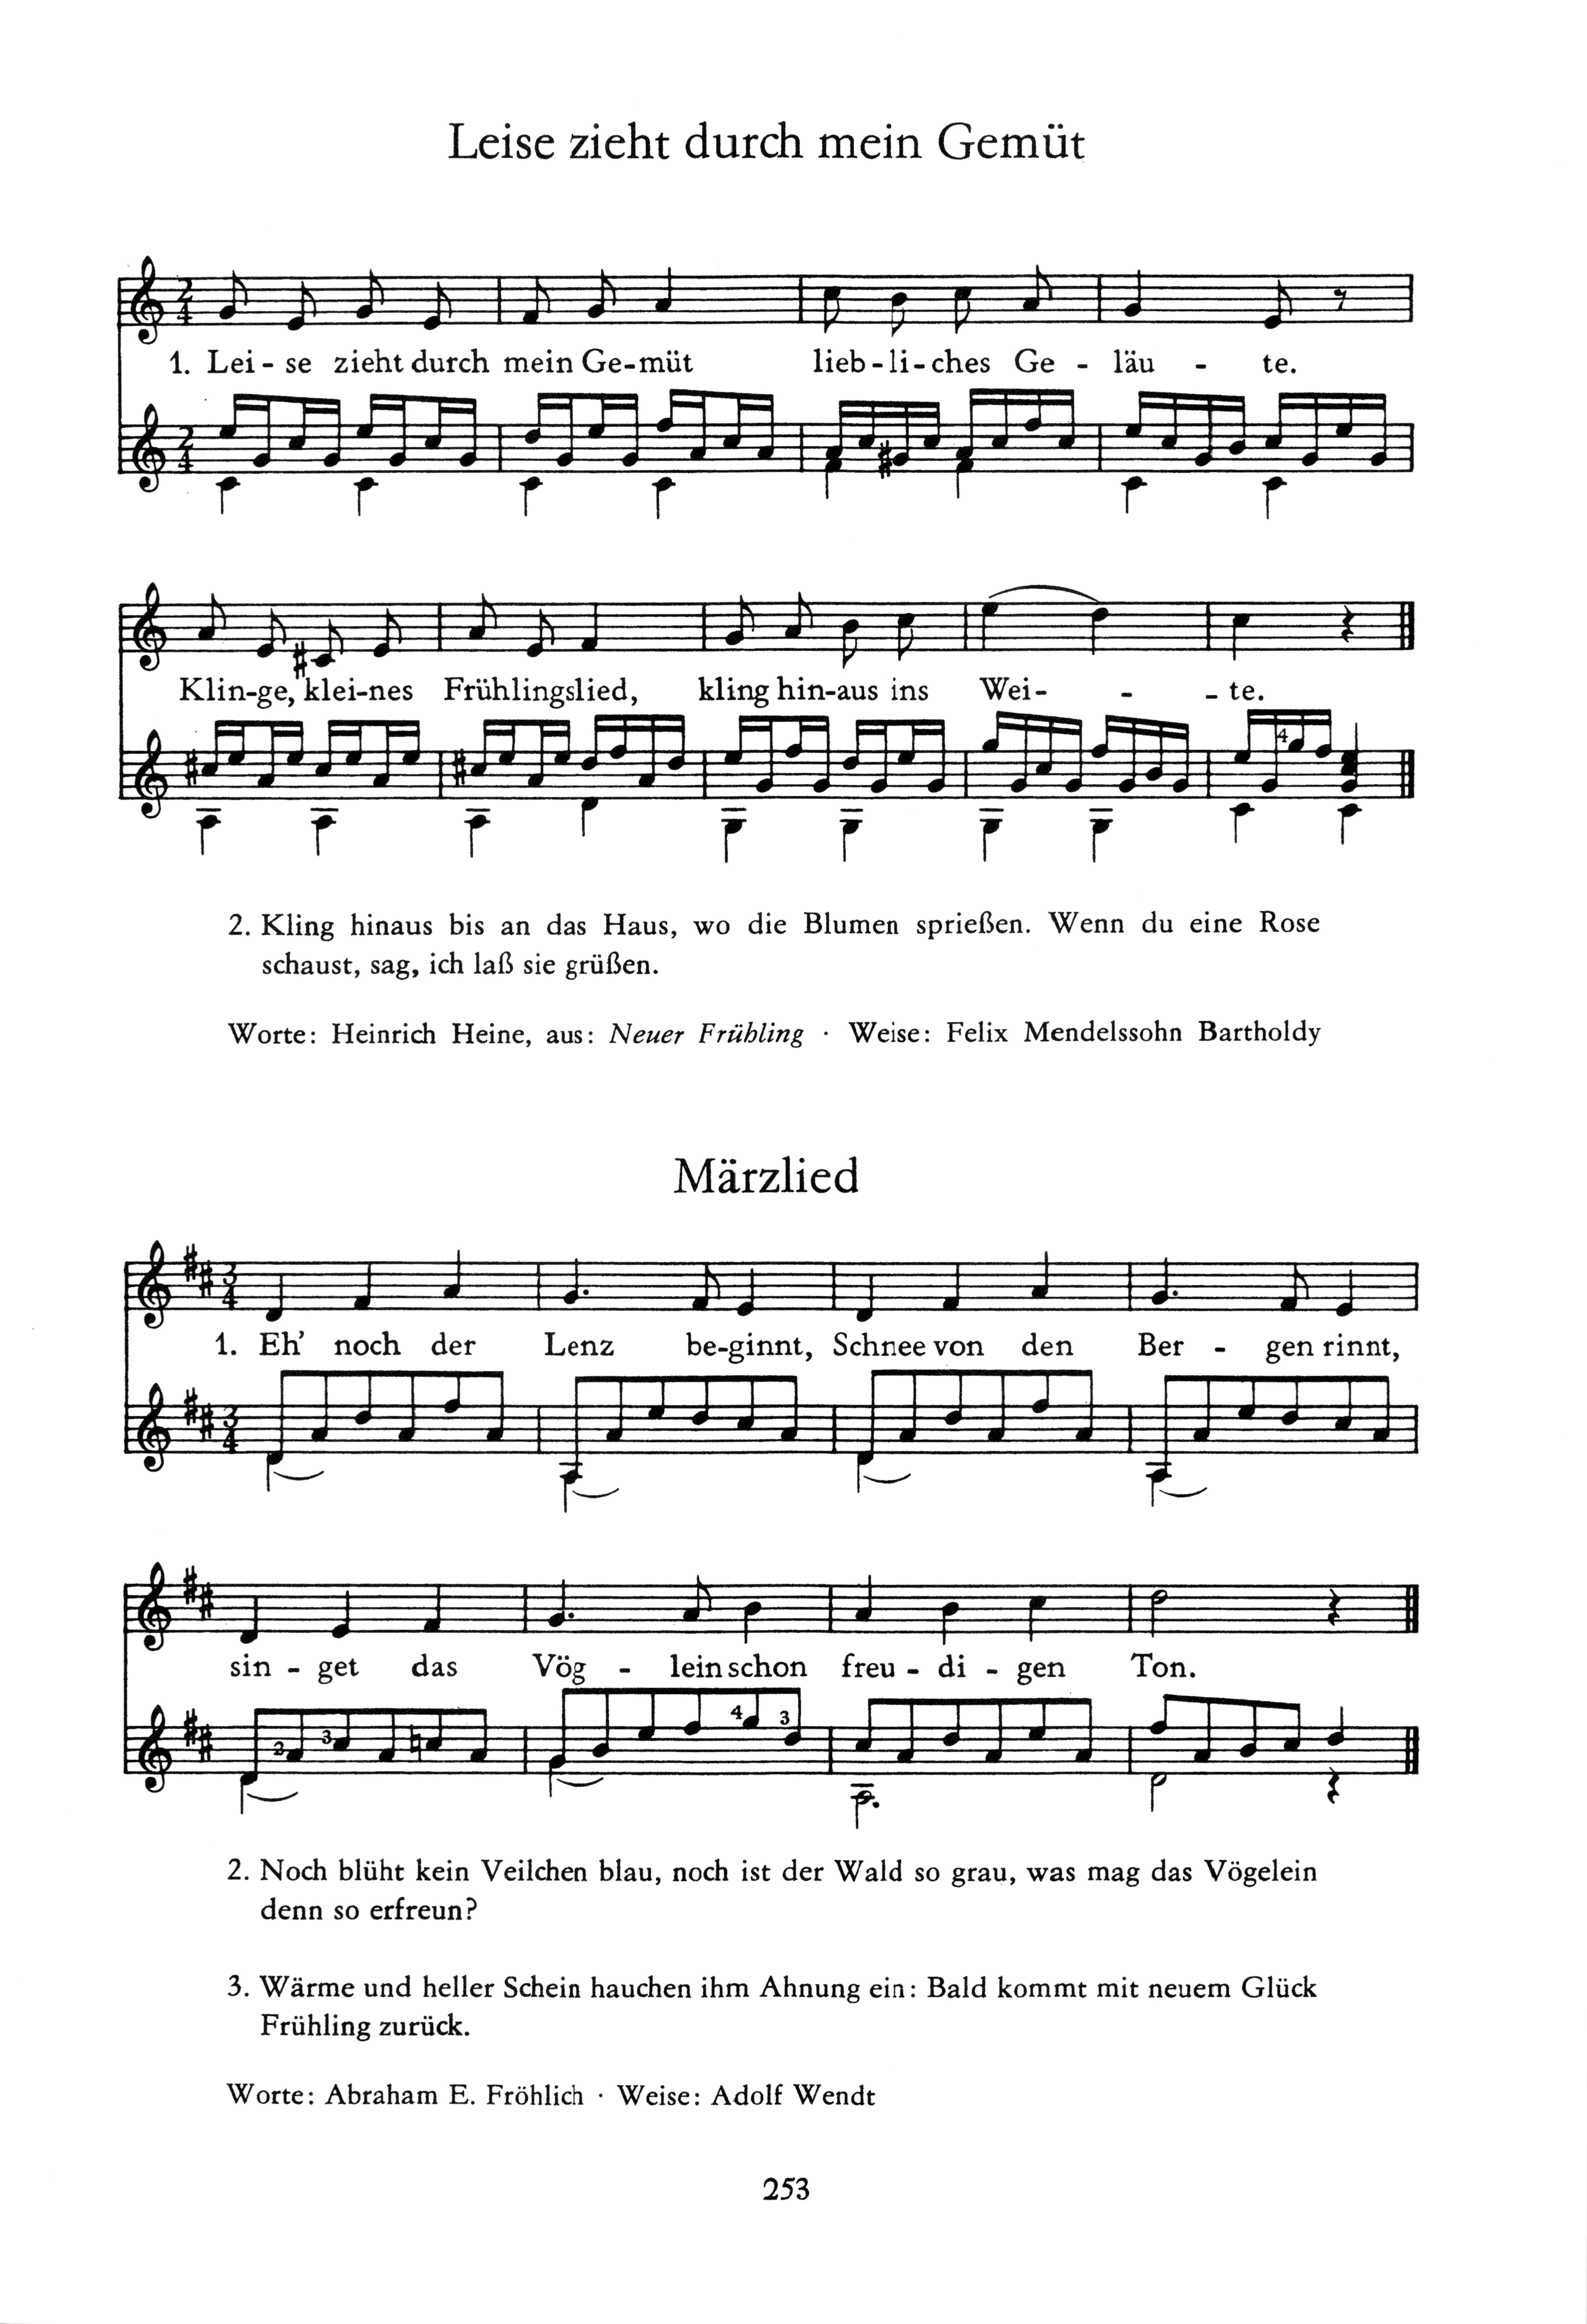 Leise zieht durch mein Gemüt
1. Lei - se zieht durch mein Ge-müt lieb-li-ches Ge - läu - te.
Klin-ge, klei-nes Frühlingslied, kling hin-aus ins Wei- - - te.
4
2. Kling hinaus bis an das Haus, wo die Blumen sprießen. Wenn du eine Rose
schaust, sag, ich laß sie grüßen.
Worte: Heinrich Heine, aus: Neuer Frühling · Weise: Felix Mendelssohn Bartholdy
Märzlied
1. Eh' noch der Lenz be-ginnt, Schnee von den Ber - gen rinnt,
sin - get das Vög - lein schon freu - di - gen Ton.
2 3 4 3
2. Noch blüht kein Veilchen blau, noch ist der Wald so grau, was mag das Vögelein
denn so erfreun?
3. Wärme und heller Schein hauchen ihm Ahnung ein: Bald kommt mit neuem Glück
Frühling zurück.
Worte: Abraham E. Fröhlich · Weise: Adolf Wendt
253